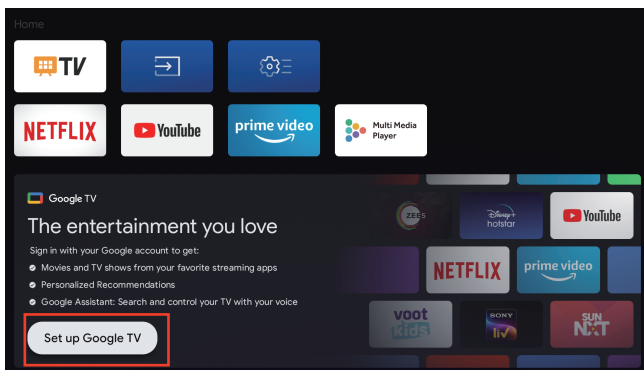 Home
TV
NETFLIX
YouTube
prime video
Multi Media
Player
Google TV
The entertainment you love
Sign in with your Google account to get:
Movies and TV shows from your favorite streaming apps
Personalized Recommendations
Google Assistant: Search and control your TV with your voice
Set up Google TV
ZEE5
Disney+
hotstar
YouTube
NETFLIX
prime video
voot
kids
SONY
liv
SUN
NXT